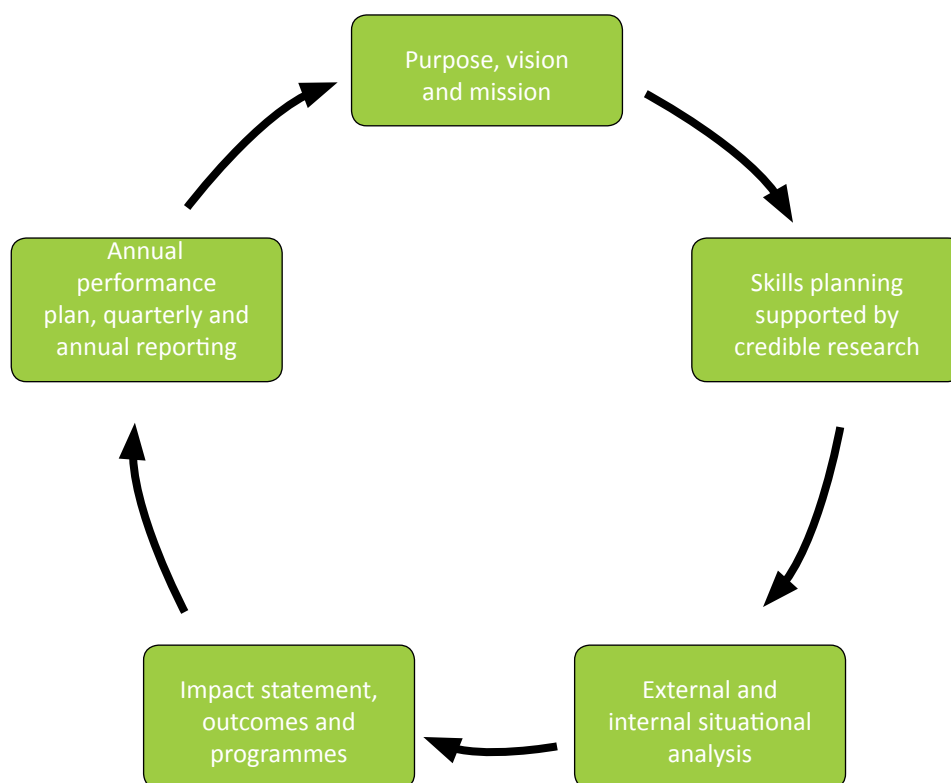 Purpose, vision
and mission
Skills planning
supported by
credible research
External and
internal situational
analysis
Impact statement,
outcomes and
programmes
Annual
performance
plan, quarterly and
annual reporting